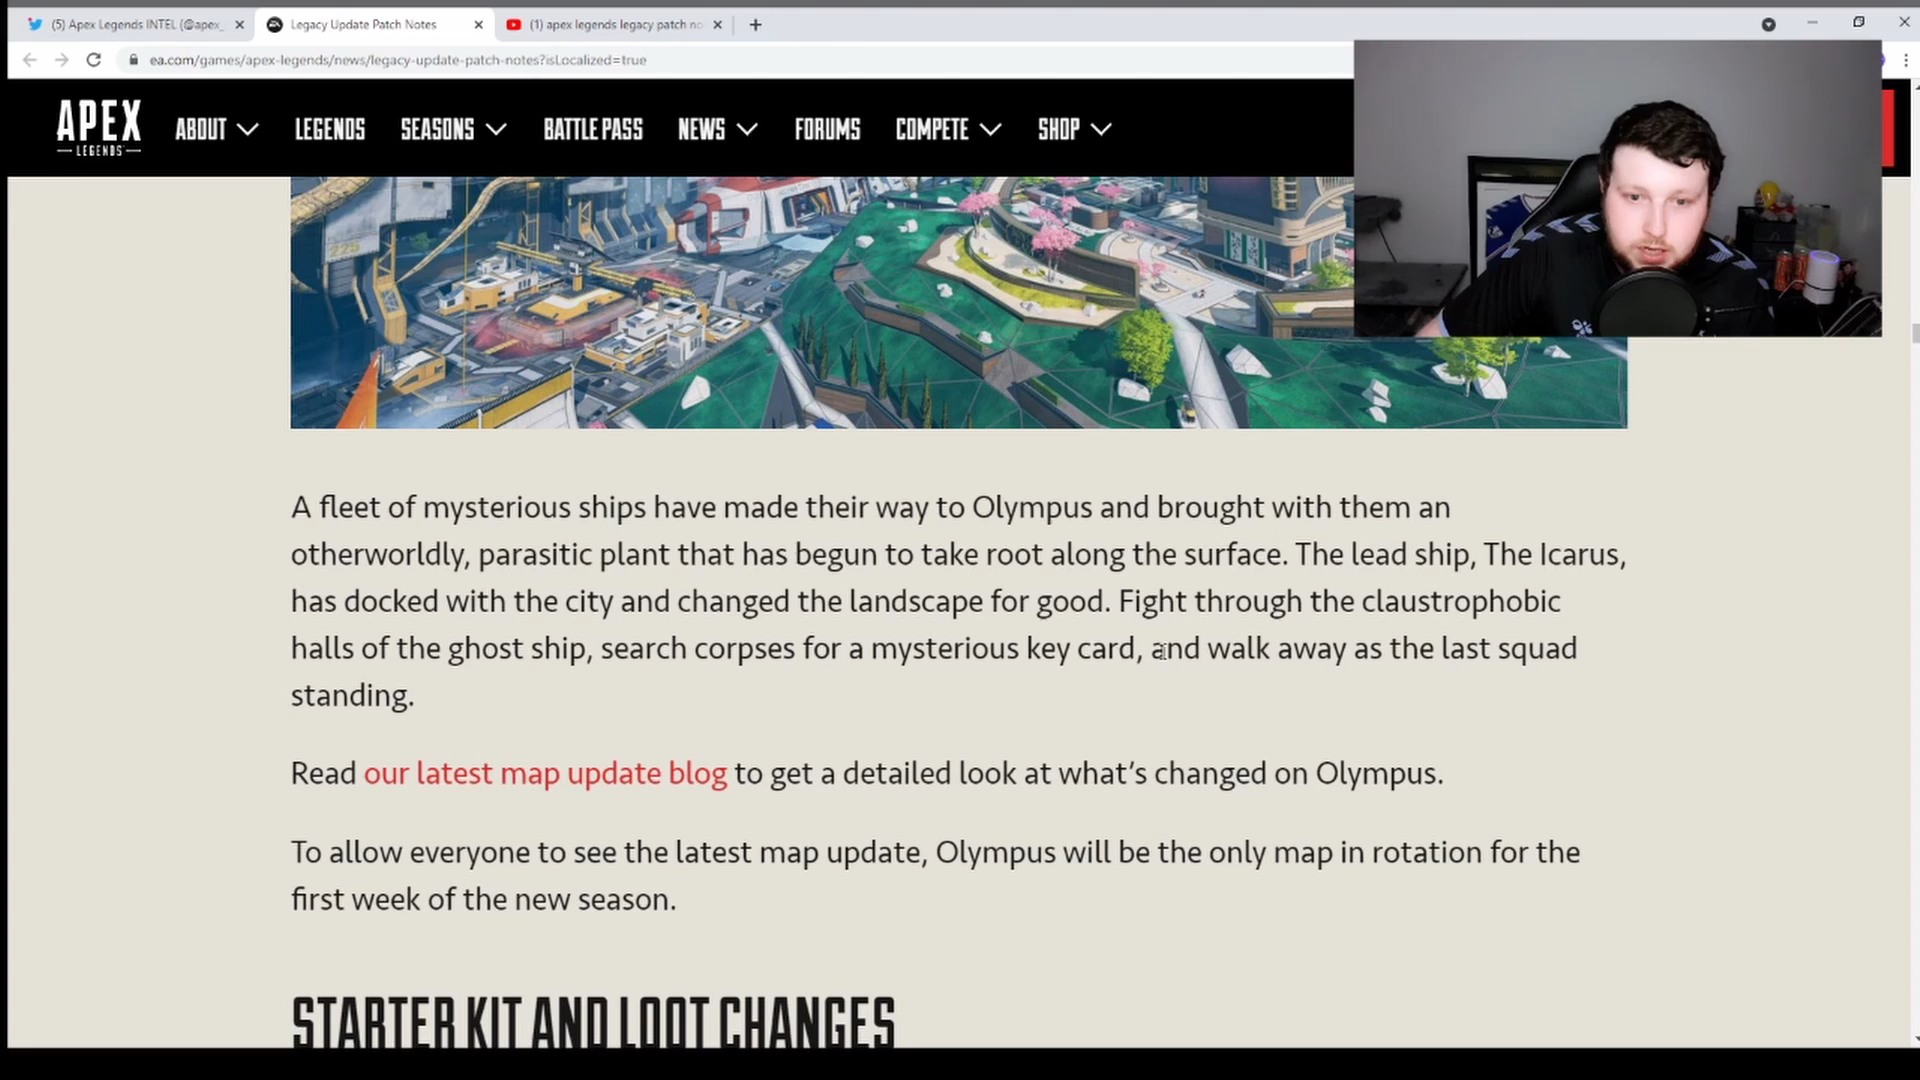 (5) Apex Legends INTEL (@apex_
Legacy Update Patch Notes
(1) apex legends legacy patch no
ea.com/games/apex-legends/news/legacy-update-patch-notes?isLocalized=true
APEX
LEGENDS
ABOUT
LEGENDS
SEASONS
BATTLE PASS
NEWS
FORUMS
COMPETE
SHOP
A fleet of mysterious ships have made their way to Olympus and brought with them an
otherworldly, parasitic plant that has begun to take root along the surface. The lead ship, The Icarus,
has docked with the city and changed the landscape for good. Fight through the claustrophobic
halls of the ghost ship, search corpses for a mysterious key card, and walk away as the last squad
standing.
Read our latest map update blog to get a detailed look at what’s changed on Olympus.
To allow everyone to see the latest map update, Olympus will be the only map in rotation for the
first week of the new season.
STARTER KIT AND LOOT CHANGES